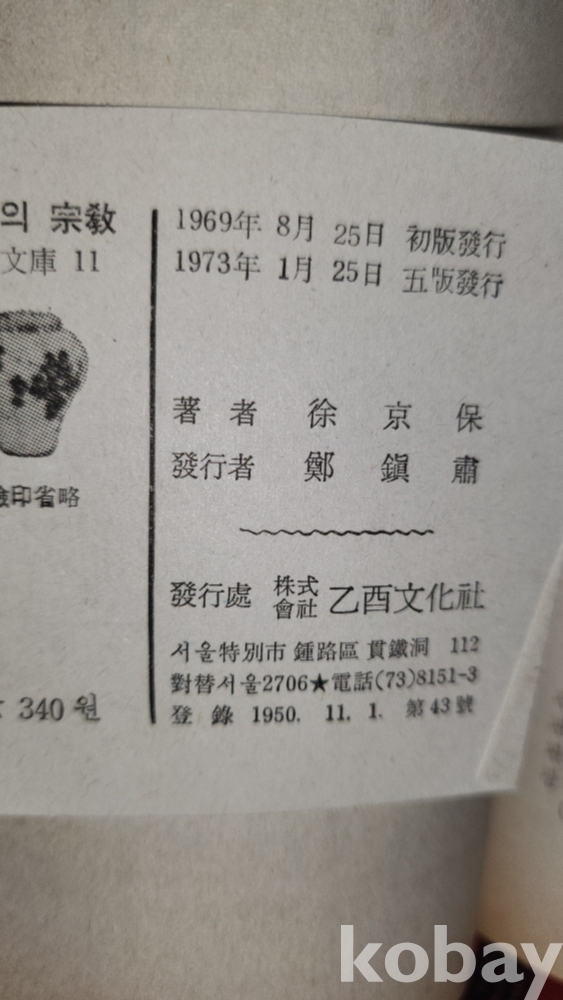 의 宗敎
文庫 11
印省略
340 원
1969年 8月 25日 初版發行
1973年 1月 25日 五版發行
著者 徐京保
發行者 鄭鎭肅
發行處 株式會社 乙酉文化社
서울特別市 鍾路區 貫鐵洞 112
對替서울2706★電話(73)8151-3
登錄 1950. 11. 1. 第43號
kobay